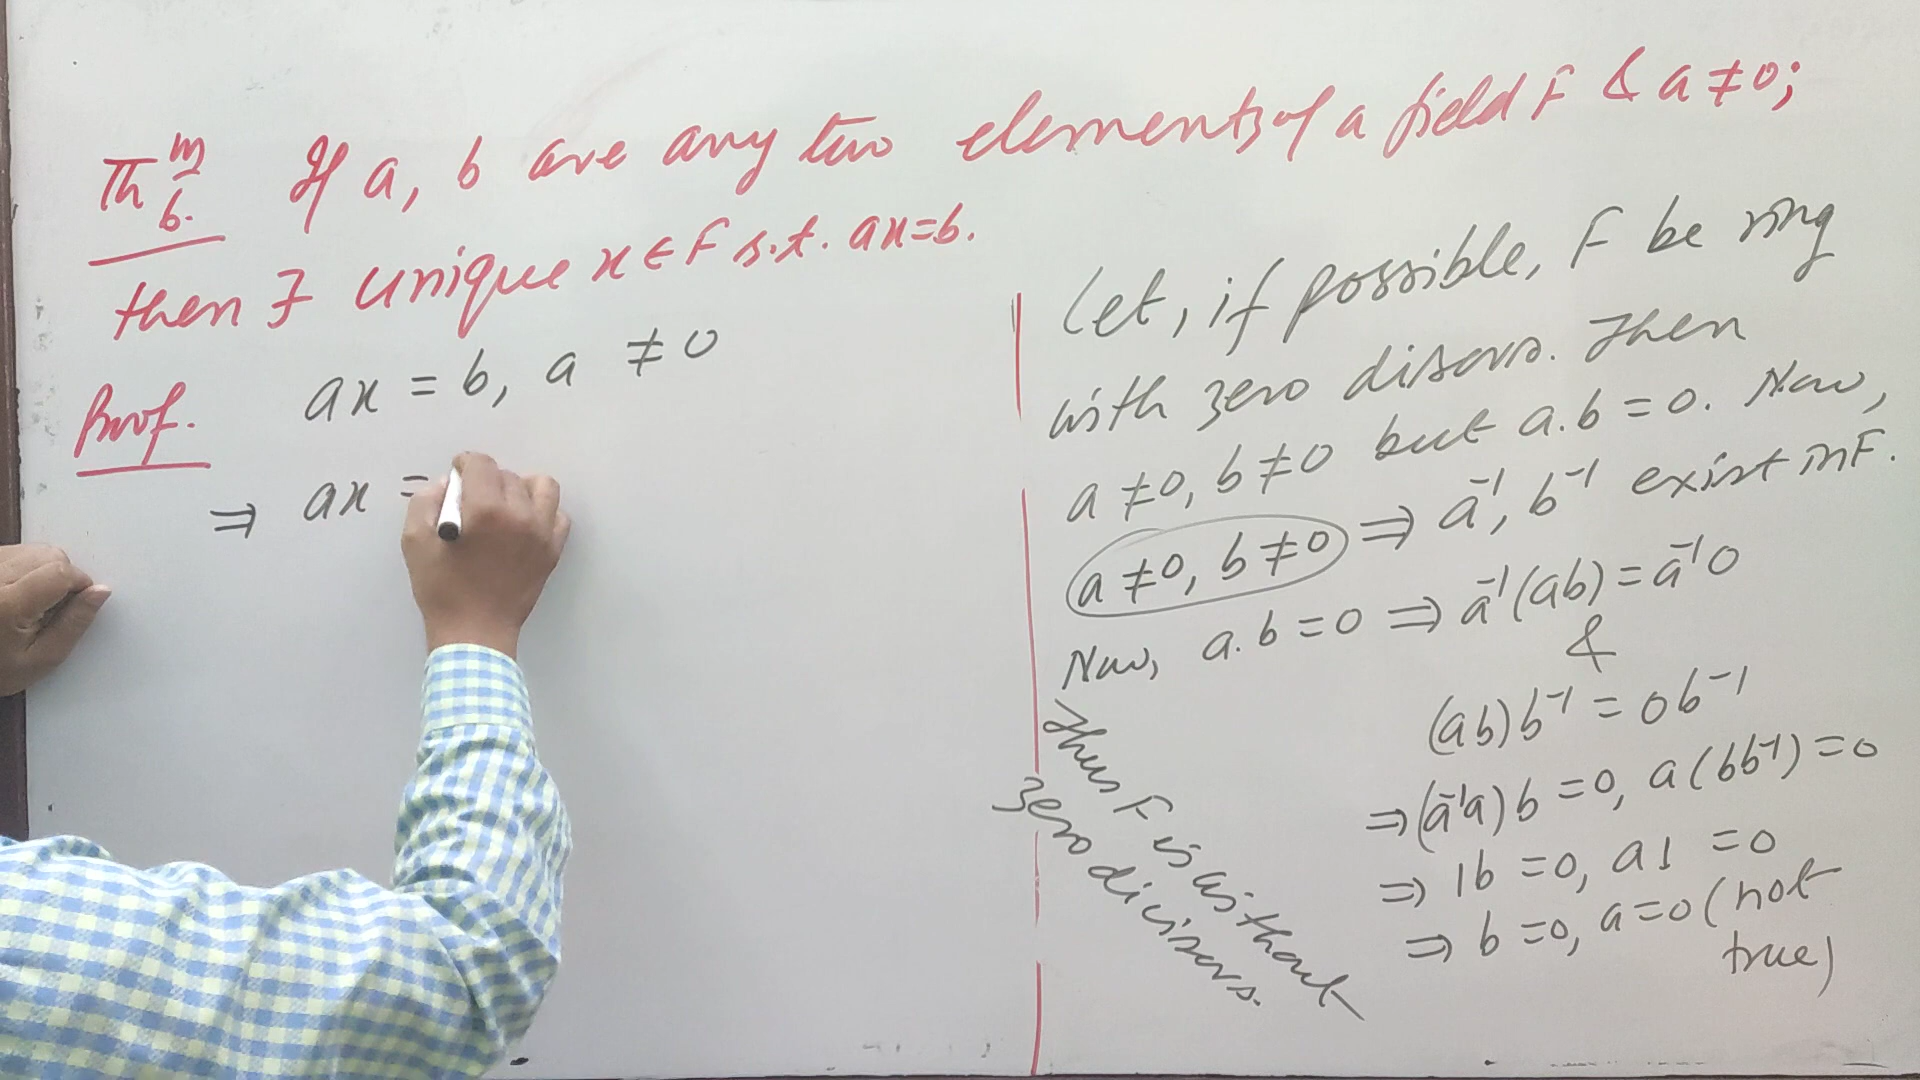 Thm 6. If a, b are any two elements of a field F & a ≠ 0;
then ∃ unique x ∈ F s.t. ax=b.
Proof. ax = b, a ≠ 0
⇒ ax =
Let, if possible, F be ring
with zero divisors. Then
a ≠ 0, b ≠ 0 but a.b = 0. Now,
a ≠ 0, b ≠ 0 ⇒ a⁻¹, b⁻¹ exist in F.
Now, a.b = 0 ⇒ a⁻¹(ab) = a⁻¹0
&
(ab)b⁻¹ = 0b⁻¹
⇒ (a⁻¹a)b = 0, a(bb⁻¹) = 0
⇒ 1b = 0, a1 = 0
⇒ b = 0, a = 0 (not
true)
Thus F is without
zero divisors.